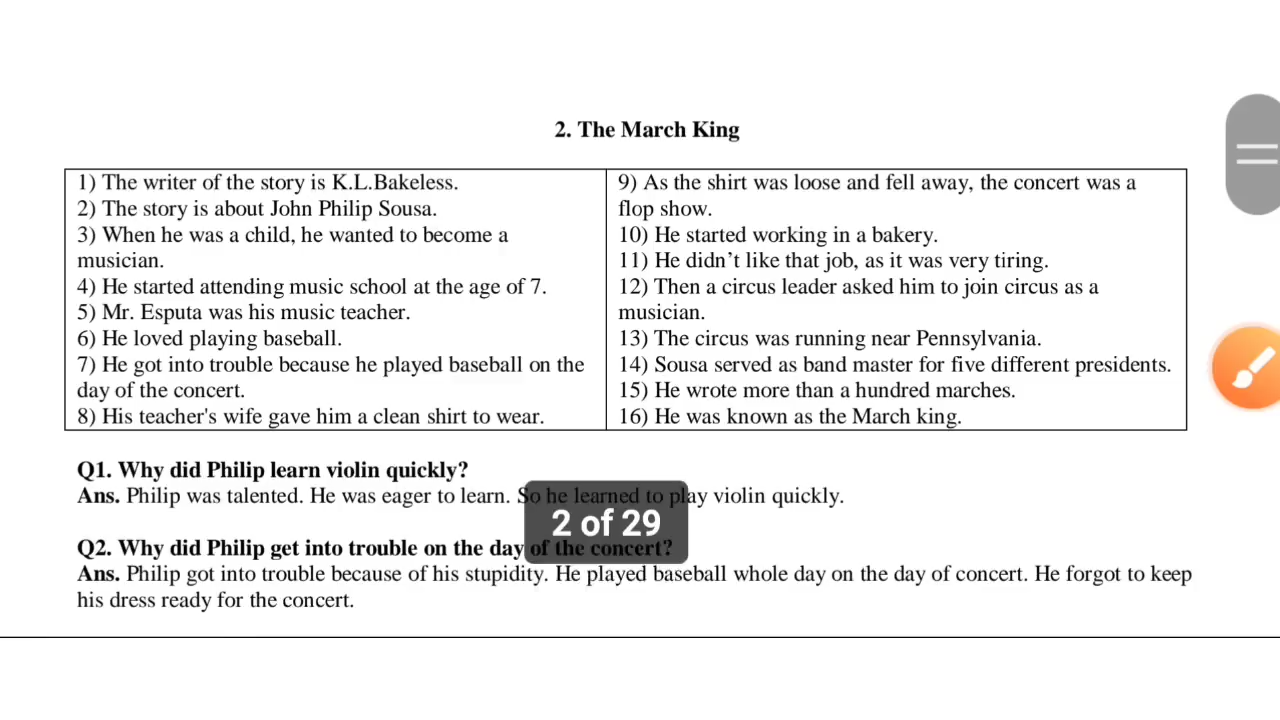 2. The March King
1) The writer of the story is K.L.Bakeless.
2) The story is about John Philip Sousa.
3) When he was a child, he wanted to become a
musician.
4) He started attending music school at the age of 7.
5) Mr. Esputa was his music teacher.
6) He loved playing baseball.
7) He got into trouble because he played baseball on the
day of the concert.
8) His teacher's wife gave him a clean shirt to wear.
9) As the shirt was loose and fell away, the concert was a
flop show.
10) He started working in a bakery.
11) He didn’t like that job, as it was very tiring.
12) Then a circus leader asked him to join circus as a
musician.
13) The circus was running near Pennsylvania.
14) Sousa served as band master for five different presidents.
15) He wrote more than a hundred marches.
16) He was known as the March king.
Q1. Why did Philip learn violin quickly?
Ans. Philip was talented. He was eager to learn. So he learned to play violin quickly.
2 of 29
Q2. Why did Philip get into trouble on the day of the concert?
Ans. Philip got into trouble because of his stupidity. He played baseball whole day on the day of concert. He forgot to keep
his dress ready for the concert.